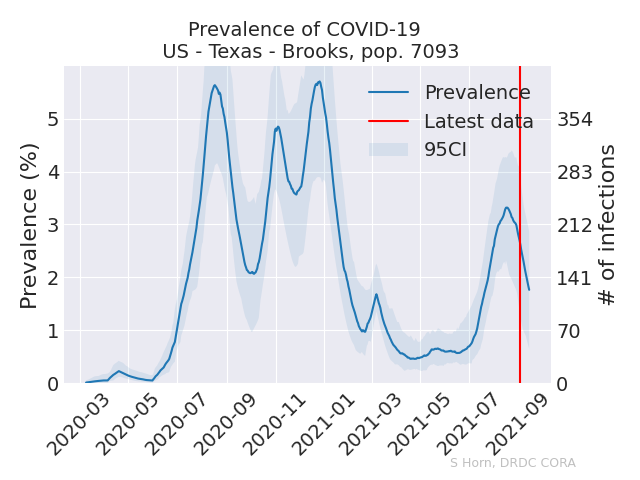 Prevalence of COVID-19
US - Texas - Brooks, pop. 7093
Prevalence
Latest data
95CI
Prevalence (%)
5
4
3
2
1
0
354
283
212
141
70
0
# of infections
2020-03
2020-05
2020-07
2020-09
2020-11
2021-01
2021-03
2021-05
2021-07
2021-09
S Horn, DRDC CORA